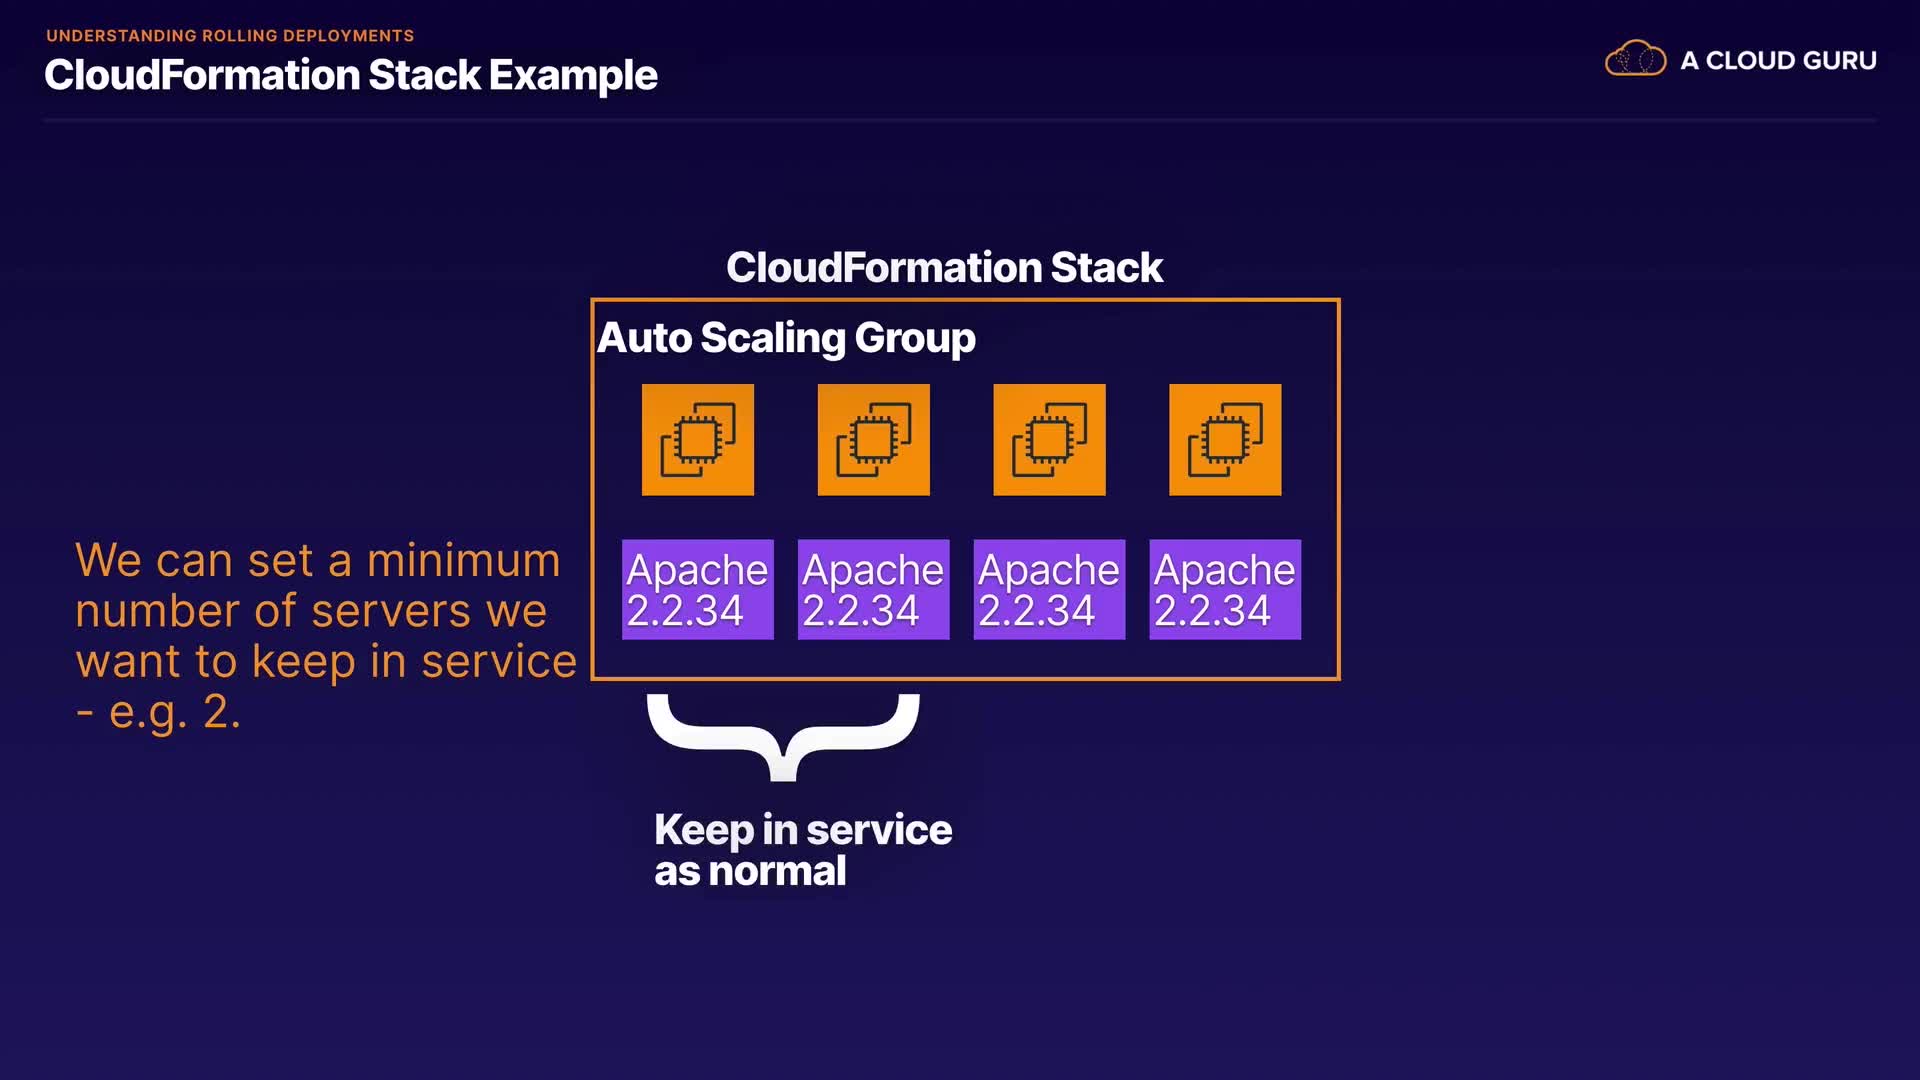 UNDERSTANDING ROLLING DEPLOYMENTS
CloudFormation Stack Example
A CLOUD GURU
CloudFormation Stack
Auto Scaling Group
Apache
2.2.34
Apache
2.2.34
Apache
2.2.34
Apache
2.2.34
We can set a minimum
number of servers we
want to keep in service
- e.g. 2.
Keep in service
as normal